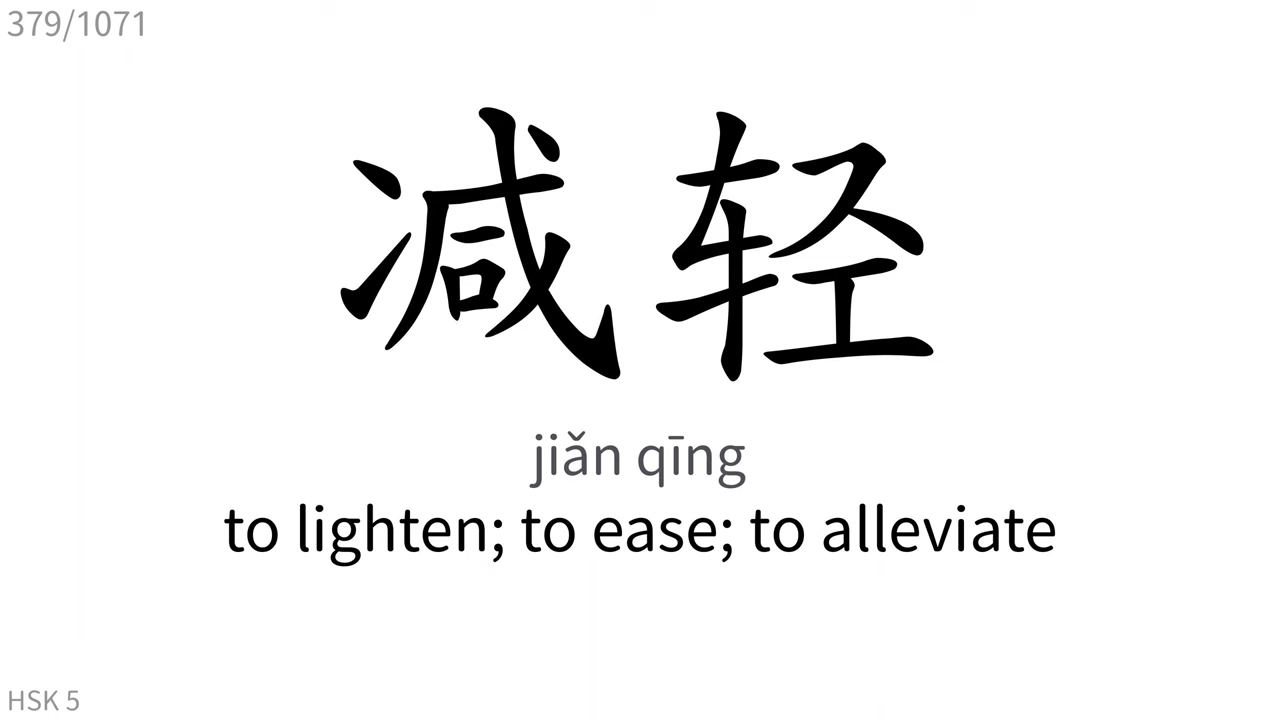 379/1071
减轻
jiǎn qīng
to lighten; to ease; to alleviate
HSK 5